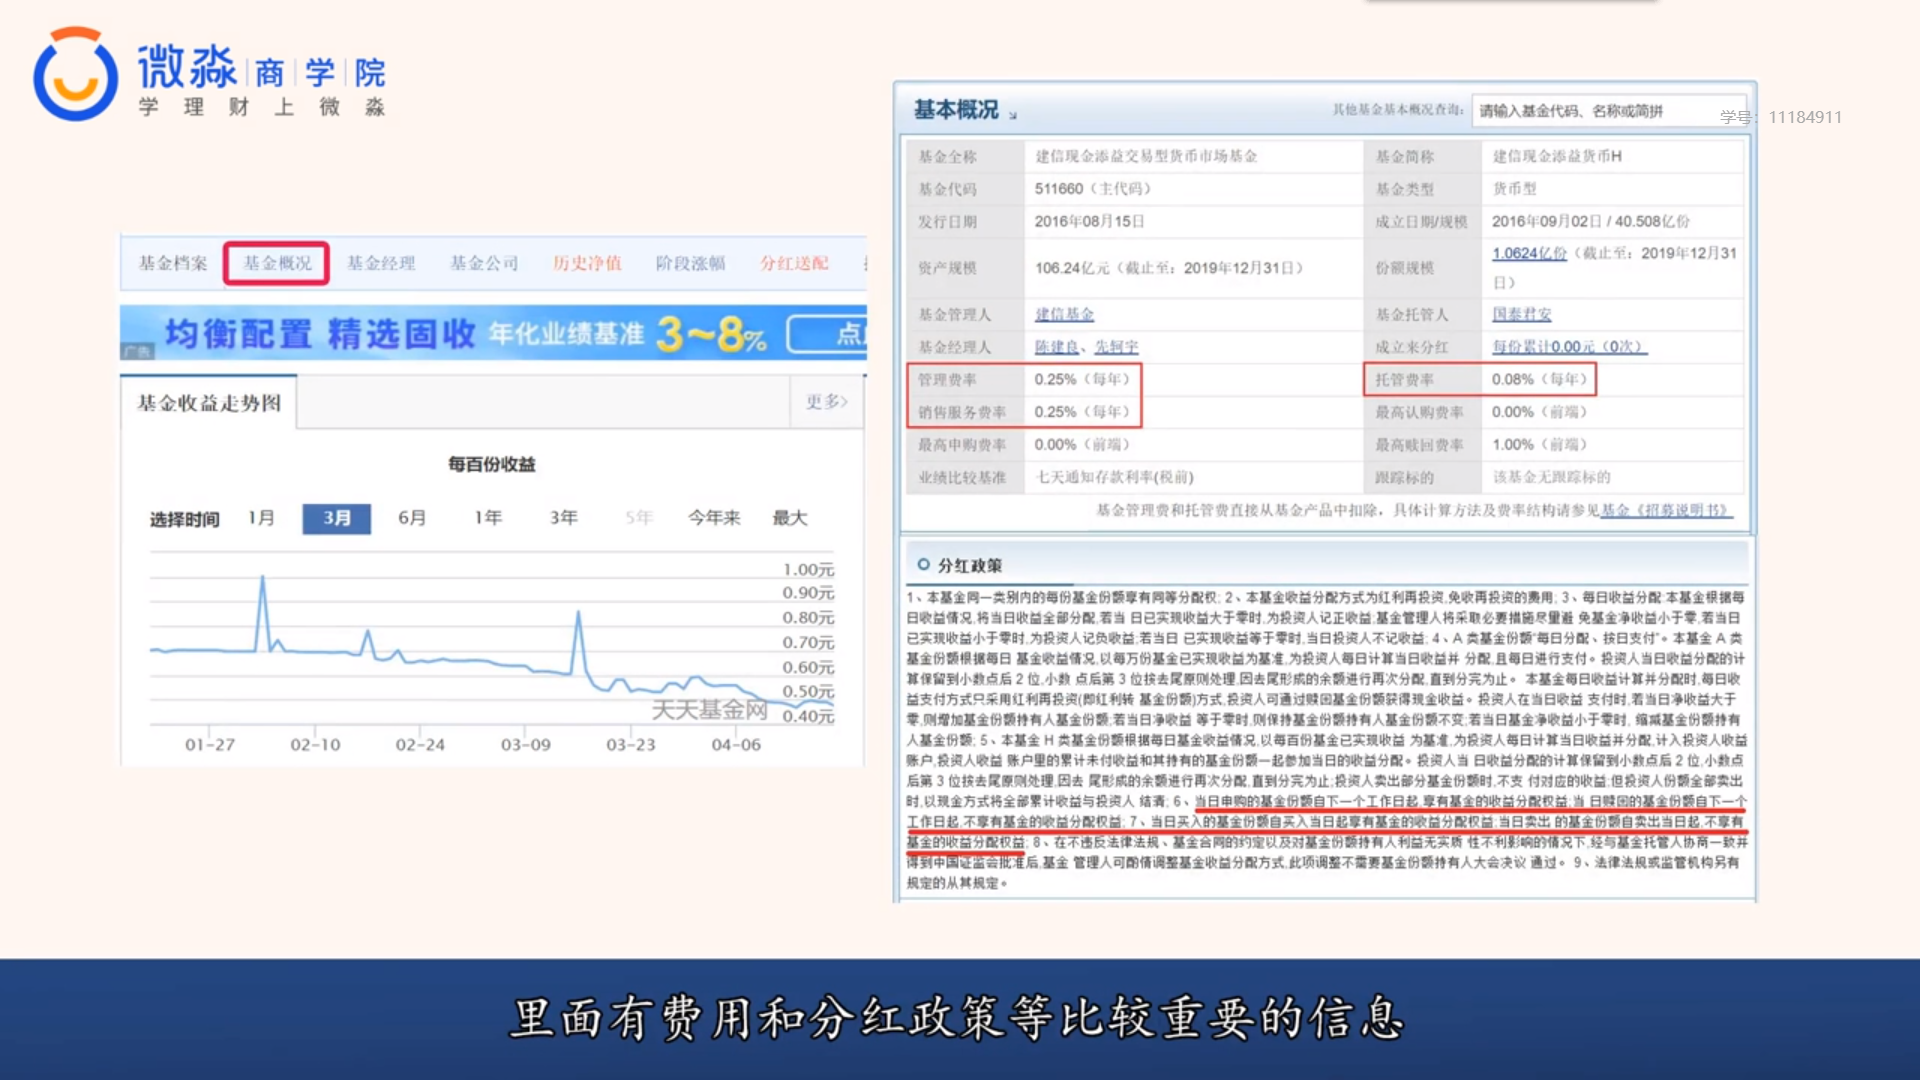 微淼商学院
学理财上微淼
学号：11184911
基金档案 基金概况 基金经理 基金公司 历史净值 阶段涨幅 分红送配
均衡配置 精选固收 年化业绩基准 3~8%
广告
基金收益走势图 更多>
每百份收益
选择时间 1月 3月 6月 1年 3年 5年 今年来 最大
1.00元
0.90元
0.80元
0.70元
0.60元
0.50元
0.40元
天天基金网
01-27 02-10 02-24 03-09 03-23 04-06
基本概况 其他基金基本概况查询： 请输入基金代码、名称或简拼
基金全称 建信现金添益交易型货币市场基金 基金简称 建信现金添益货币H
基金代码 511660（主代码） 基金类型 货币型
发行日期 2016年08月15日 成立日期/规模 2016年09月02日 / 40.508亿份
资产规模 106.24亿元（截止至：2019年12月31日） 份额规模 1.0624亿份（截止至：2019年12月31
日）
基金管理人 建信基金 基金托管人 国泰君安
基金经理人 陈建良、先轲宇 成立来分红 每份累计0.00元（0次）
管理费率 0.25%（每年） 托管费率 0.08%（每年）
销售服务费率 0.25%（每年） 最高认购费率 0.00%（前端）
最高申购费率 0.00%（前端） 最高赎回费率 1.00%（前端）
业绩比较基准 七天通知存款利率(税前) 跟踪标的 该基金无跟踪标的
基金管理费和托管费直接从基金产品中扣除，具体计算方法及费率结构请参见基金《招募说明书》
分红政策
1、本基金同一类别内的每份基金份额享有同等分配权; 2、本基金收益分配方式为红利再投资,免收再投资的费用; 3、每日收益分配:本基金根据每
日收益情况,将当日收益全部分配,若当 日已实现收益大于零时,为投资人记正收益;基金管理人将采取必要措施尽里避 免基金净收益小于零,若当日
已实现收益小于零时,为投资人记负收益;若当日 已实现收益等于零时,当日投资人不记收益; 4、A 类基金份额"每日分配、按日支付"。本基金 A 类
基金份额根据每日 基金收益情况,以每万份基金已实现收益为基准,为投资人每日计算当日收益并 分配,且每日进行支付。投资人当日收益分配的计
算保留到小数点后 2 位,小数 点后第 3 位按去尾原则处理,因去尾形成的余额进行再次分配,直到分完为止。 本基金每日收益计算并分配时,每日收
益支付方式只采用红利再投资(即红利转 基金份额)方式,投资人可通过赎回基金份额获得现金收益。投资人在当日收益 支付时,若当日净收益大于
零,则增加基金份额持有人基金份额;若当日净收益 等于零时,则保持基金份额持有人基金份额不变;若当日基金净收益小于零时, 缩减基金份额持有
人基金份额; 5、本基金 H 类基金份额根据每日基金收益情况,以每百份基金已实现收益 为基准,为投资人每日计算当日收益并分配,计入投资人收益
账户,投资人收益 账户里的累计未付收益和其持有的基金份额一起参加当日的收益分配。投资人当 日收益分配的计算保留到小数点后 2 位,小数点
后第 3 位按去尾原则处理,因去 尾形成的余额进行再次分配,直到分完为止;投资人卖出部分基金份额时,不支 付对应的收益;但投资人份额全部卖出
时,以现金方式将全部累计收益与投资人 结清; 6、当日申购的基金份额自下一个工作日起,享有基金的收益分配权益;当 日赎回的基金份额自下一个
工作日起,不享有基金的收益分配权益; 7、当日买入的基金份额自买入当日起享有基金的收益分配权益;当日卖出 的基金份额自卖出当日起,不享有
基金的收益分配权益; 8、在不违反法律法规、基金合同的约定以及对基金份额持有人利益无实质 性不利影响的情况下,经与基金托管人协商一致并
得到中国证监会批准后,基金 管理人可酌情调整基金收益分配方式,此项调整不需要基金份额持有人大会决议 通过。 9、法律法规或监管机构另有
规定的从其规定。
里面有费用和分红政策等比较重要的信息